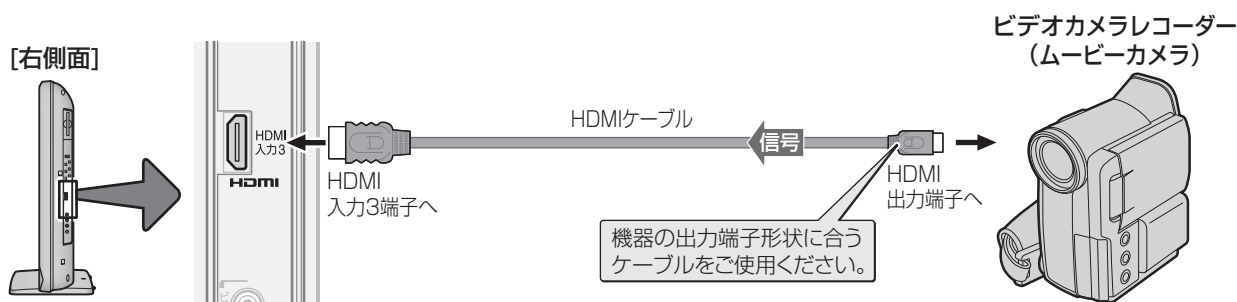 [右側面]
HDMI
入力3
HDMI
HDMI
入力3端子へ
HDMIケーブル
信号
HDMI
出力端子へ
機器の出力端子形状に合う
ケーブルをご使用ください。
ビデオカメラレコーダー
（ムービーカメラ）